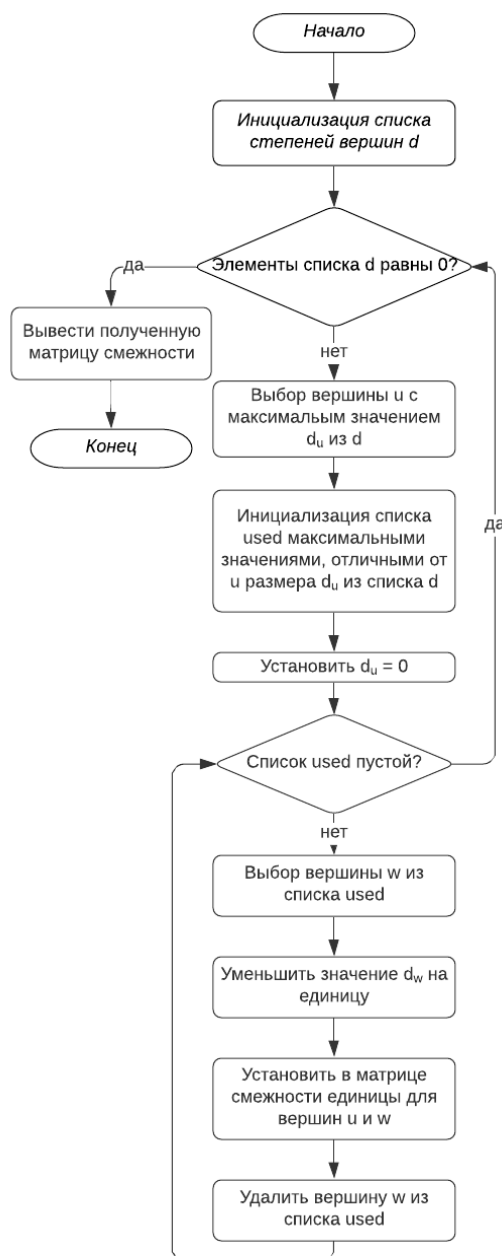 Начало
Инициализация списка
степеней вершин d
Элементы списка d равны 0?
да
Вывести полученную
матрицу смежности
Конец
нет
Выбор вершины u с
максимальым значением
dᵤ из d
Инициализация списка
used максимальными
значениями, отличными от
u размера dᵤ из списка d
да
Установить dᵤ = 0
Список used пустой?
нет
Выбор вершины w из
списка used
Уменьшить значение d_w на
единицу
Установить в матрице
смежности единицы для
вершин u и w
Удалить вершину w из
списка used